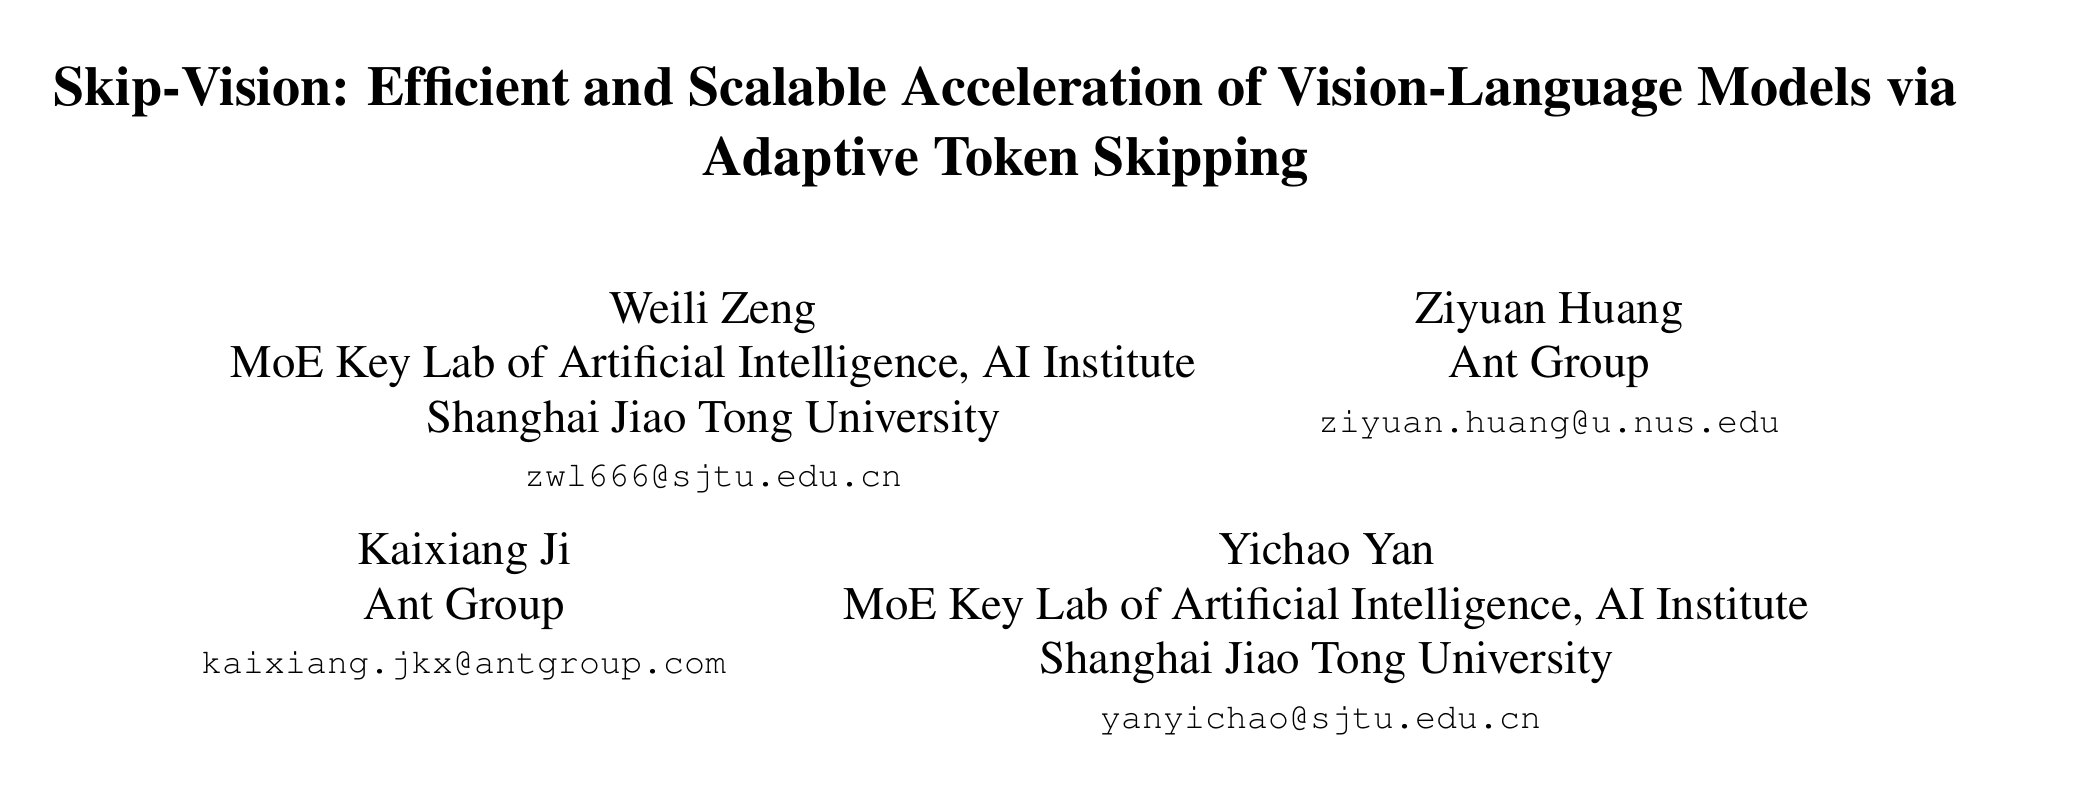 Skip-Vision: Efficient and Scalable Acceleration of Vision-Language Models via
Adaptive Token Skipping
Weili Zeng
MoE Key Lab of Artificial Intelligence, AI Institute
Shanghai Jiao Tong University
zwl666@sjtu.edu.cn
Ziyuan Huang
Ant Group
ziyuan.huang@u.nus.edu
Kaixiang Ji
Ant Group
kaixiang.jkx@antgroup.com
Yichao Yan
MoE Key Lab of Artificial Intelligence, AI Institute
Shanghai Jiao Tong University
yanyichao@sjtu.edu.cn